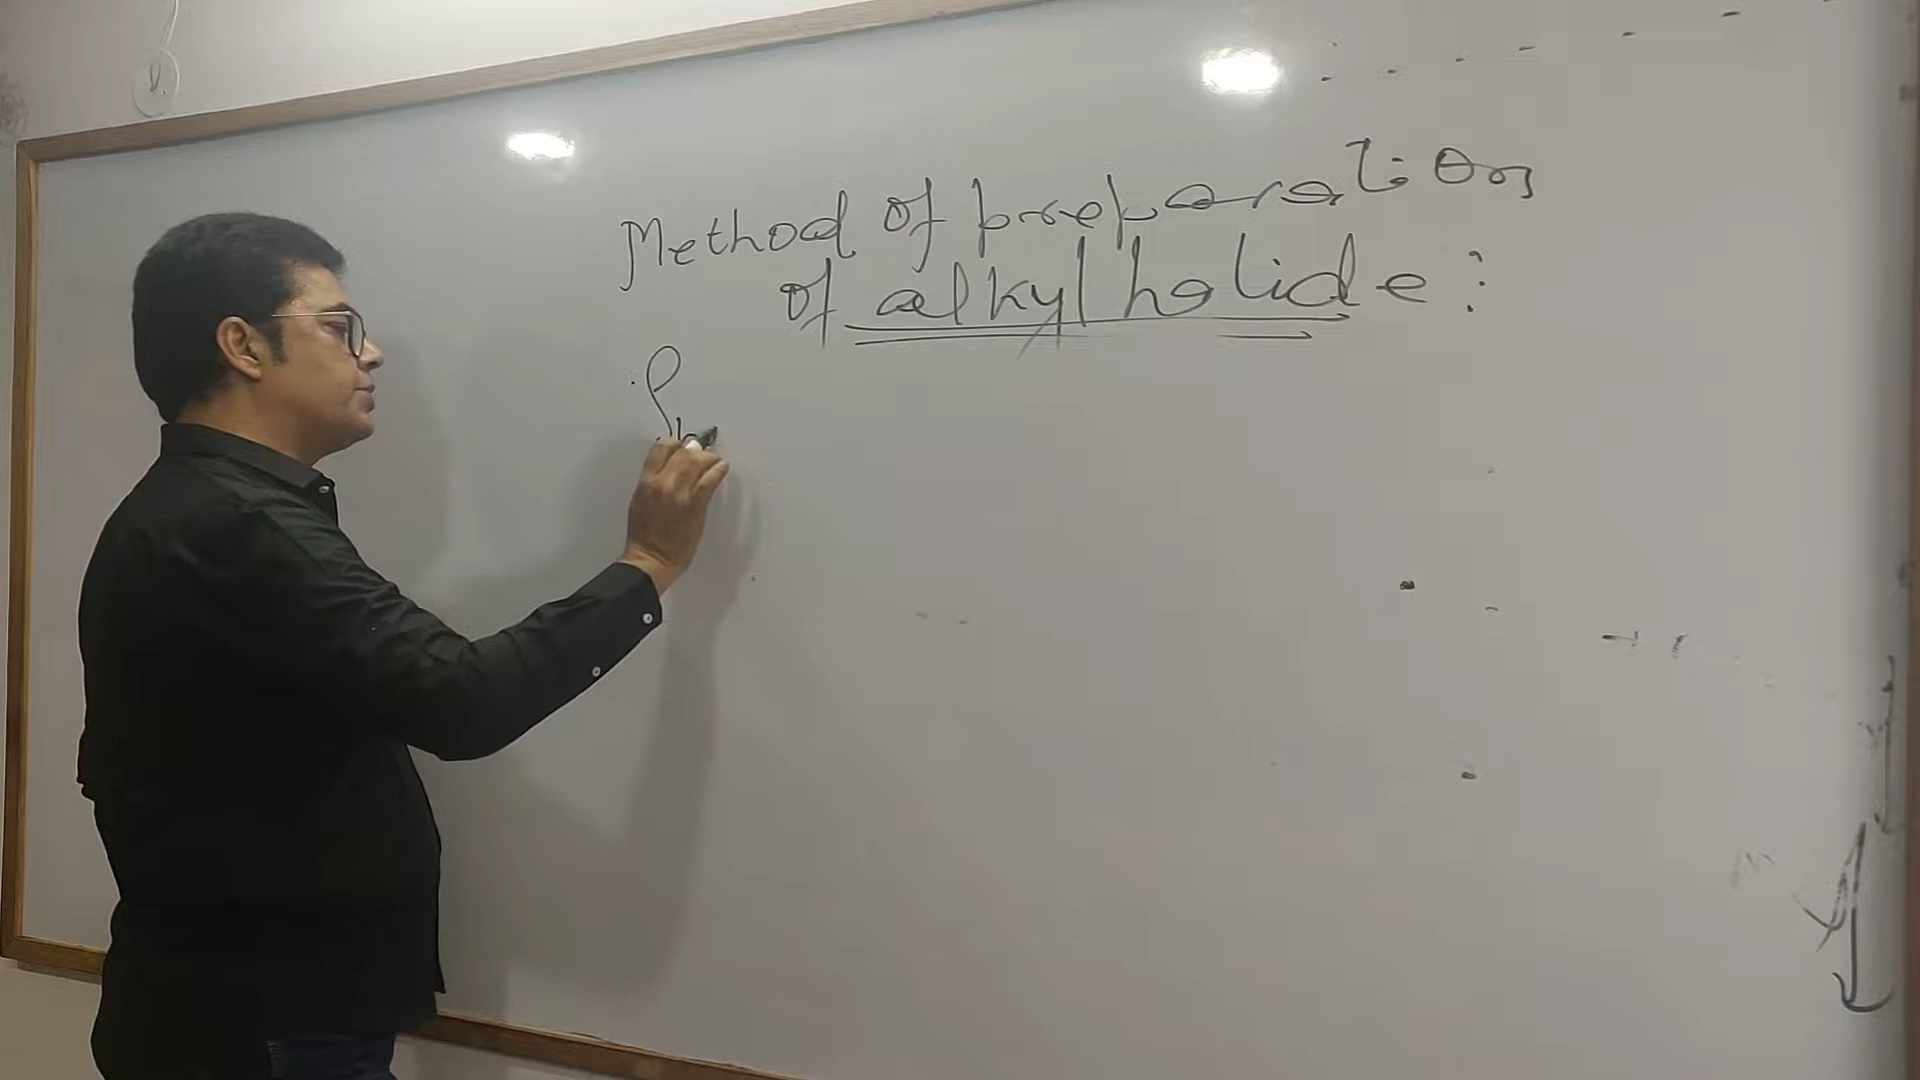 Method of preparation
of alkyl halide :